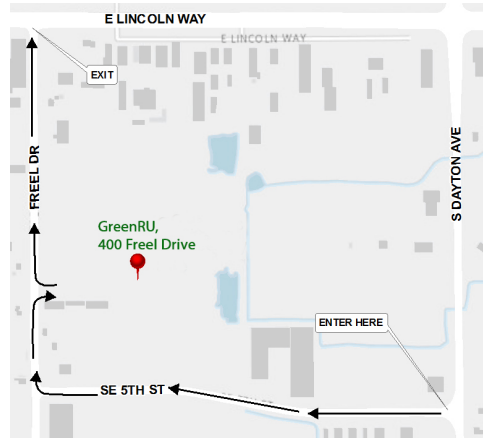 E LINCOLN WAY
E LINCOLN WAY
EXIT
FREEL DR
S DAYTON AVE
GreenRU,
400 Freel Drive
ENTER HERE
SE 5TH ST